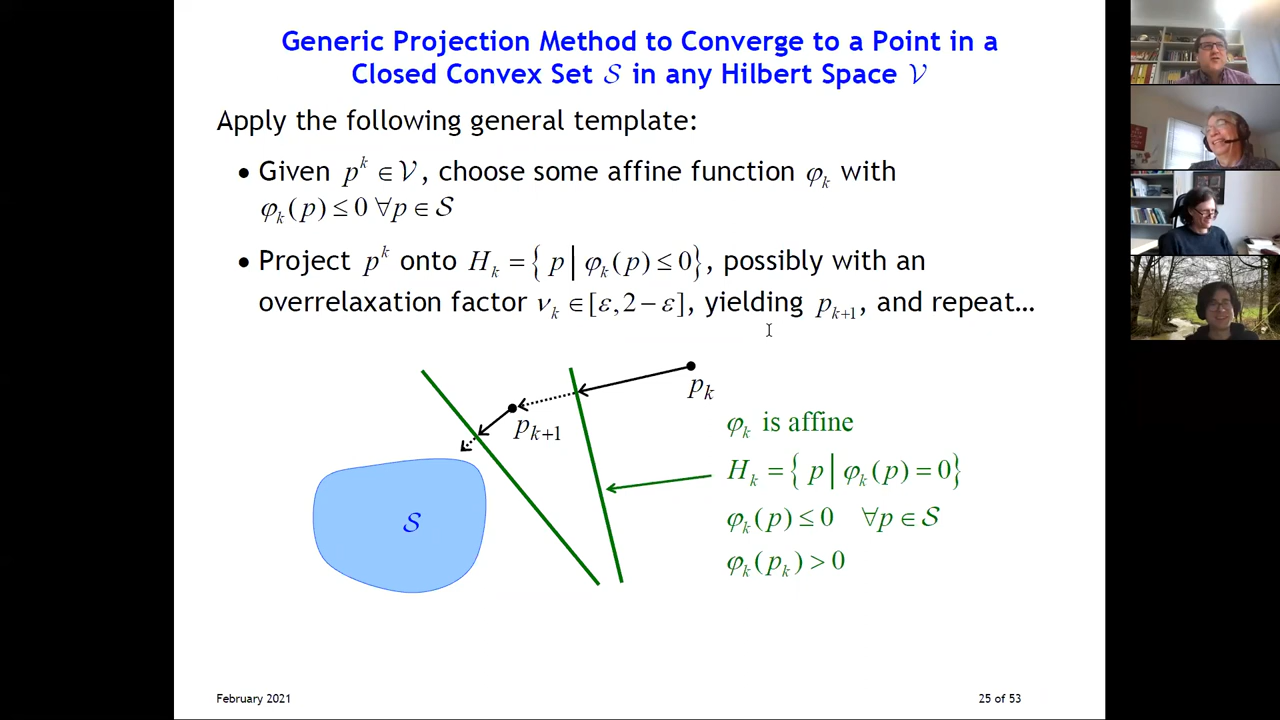 Generic Projection Method to Converge to a Point in a
Closed Convex Set 𝒮 in any Hilbert Space 𝒱
Apply the following general template:
• Given p^k ∈ 𝒱, choose some affine function φ_k with
φ_k(p) ≤ 0 ∀p ∈ 𝒮
• Project p^k onto H_k = { p | φ_k(p) ≤ 0}, possibly with an
overrelaxation factor ν_k ∈ [ε, 2 − ε], yielding p_{k+1}, and repeat…
p_k
p_{k+1}
φ_k is affine
H_k = { p | φ_k(p) = 0}
φ_k(p) ≤ 0 ∀p ∈ 𝒮
φ_k(p_k) > 0
𝒮
February 2021
25 of 53